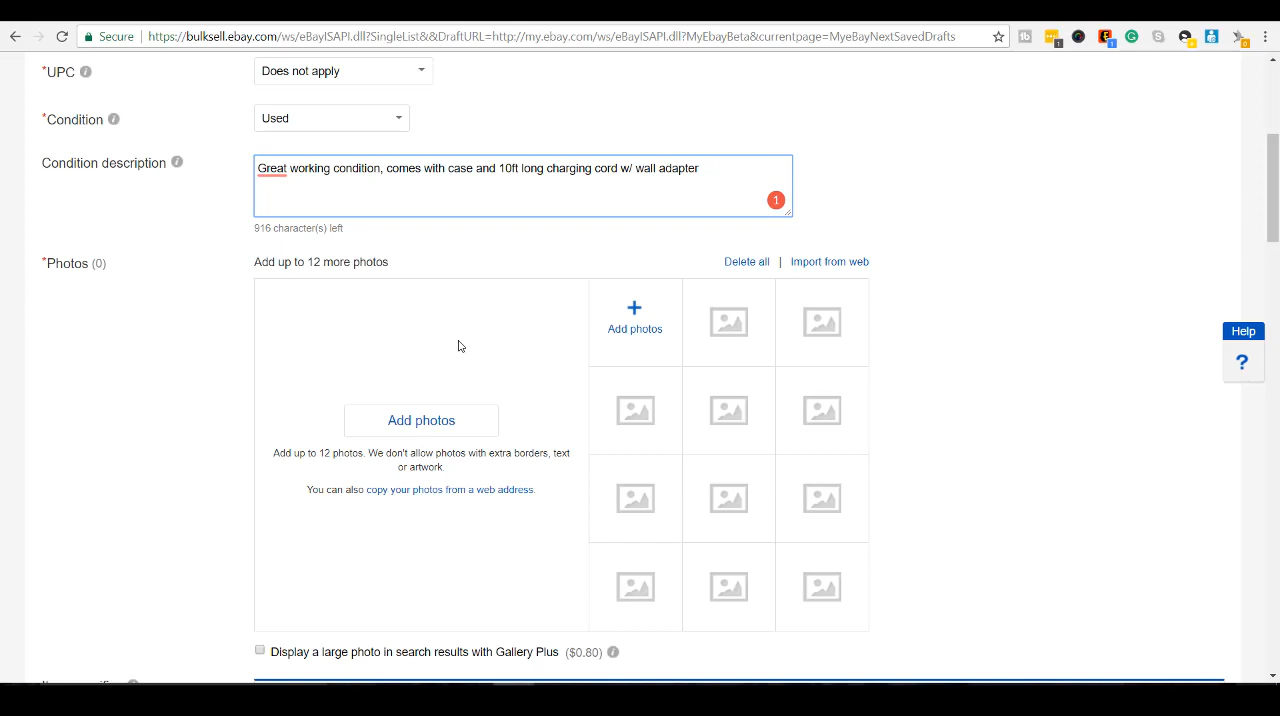 Secure
https://bulksell.ebay.com/ws/eBayISAPI.dll?SingleList&&DraftURL=http://my.ebay.com/ws/eBayISAPI.dll?MyEbayBeta&currentpage=MyeBayNextSavedDrafts
*UPC
Does not apply
*Condition
Used
Condition description
Great working condition, comes with case and 10ft long charging cord w/ wall adapter
1
916 character(s) left
*Photos (0)
Add up to 12 more photos
Delete all | Import from web
Add photos
Add photos
Add up to 12 photos. We don't allow photos with extra borders, text
or artwork.
You can also copy your photos from a web address.
Help
?
Display a large photo in search results with Gallery Plus ($0.80)